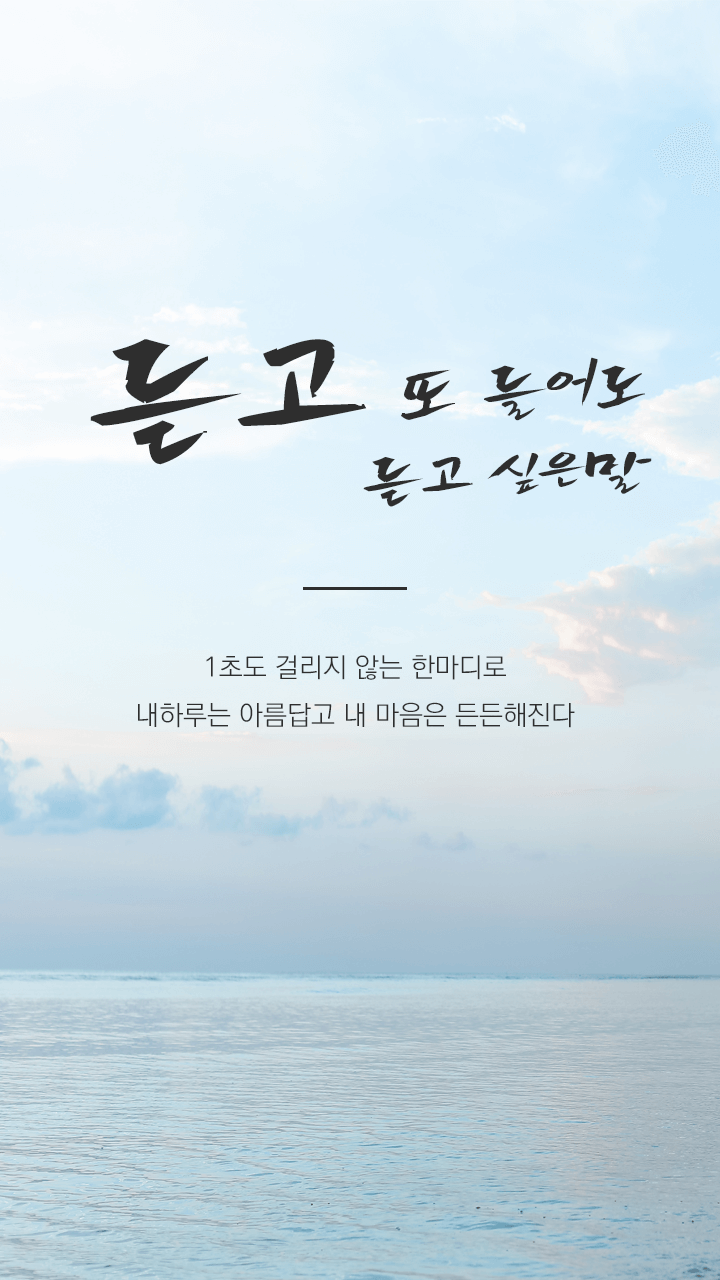 듣고 또 들어도
듣고 싶은말
1초도 걸리지 않는 한마디로
내하루는 아름답고 내 마음은 든든해진다